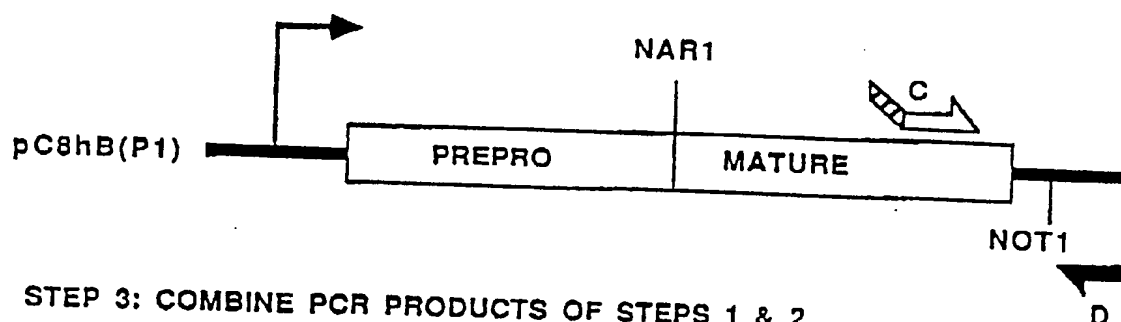 NAR1
C
pC8hB(P1)
PREPRO
MATURE
NOT1
STEP 3: COMBINE PCR PRODUCTS OF STEPS 1 & 2
D